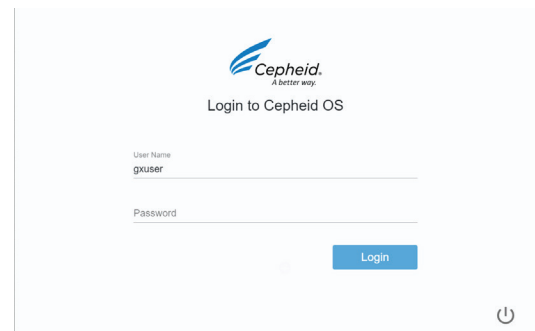 Cepheid.
A better way.
Login to Cepheid OS
User Name
gxuser
Password
Login